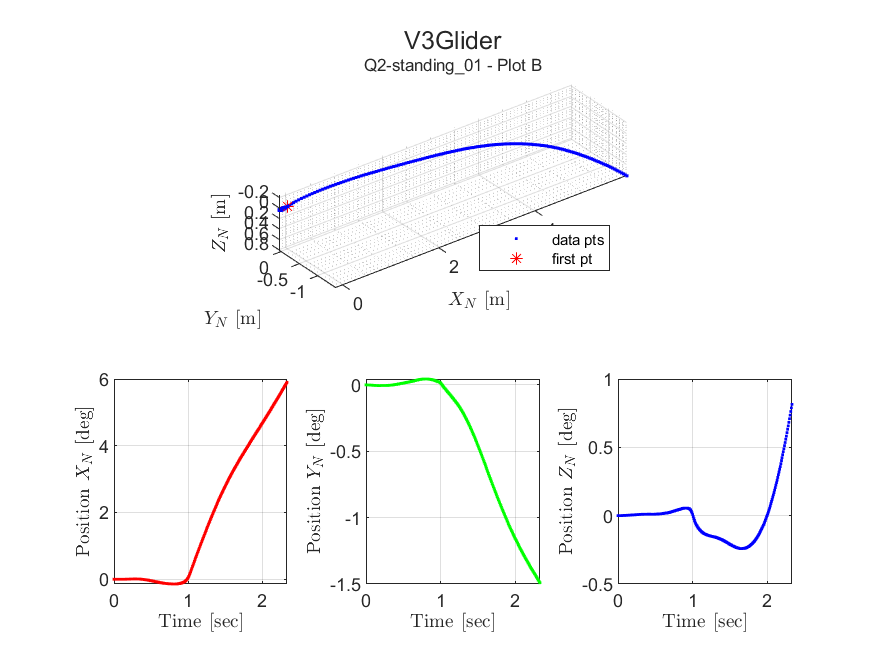 V3Glider
Q2-standing_01 - Plot B
-0.2
0
0.2
0.4
0.6
0.8
Z_N [m]
0
-0.5
-1
Y_N [m]
0
2
X_N [m]
data pts
first pt
6
4
2
0
Position X_N [deg]
0
1
2
Time [sec]
0
-0.5
-1
-1.5
Position Y_N [deg]
0
1
2
Time [sec]
1
0.5
0
-0.5
Position Z_N [deg]
0
1
2
Time [sec]